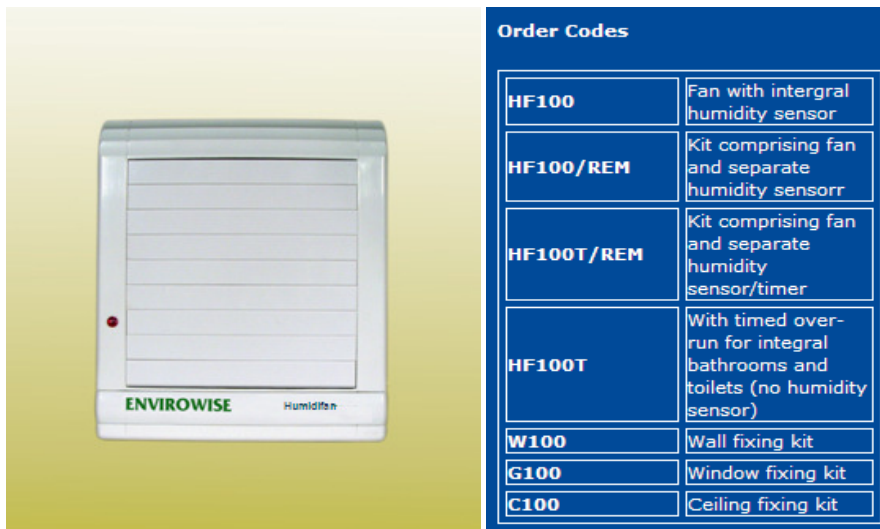 ENVIROWISE Humidifan
Order Codes
HF100
Fan with intergral
humidity sensor
HF100/REM
Kit comprising fan
and separate
humidity sensorr
HF100T/REM
Kit comprising fan
and separate
humidity
sensor/timer
HF100T
With timed over-
run for integral
bathrooms and
toilets (no humidity
sensor)
W100
Wall fixing kit
G100
Window fixing kit
C100
Ceiling fixing kit